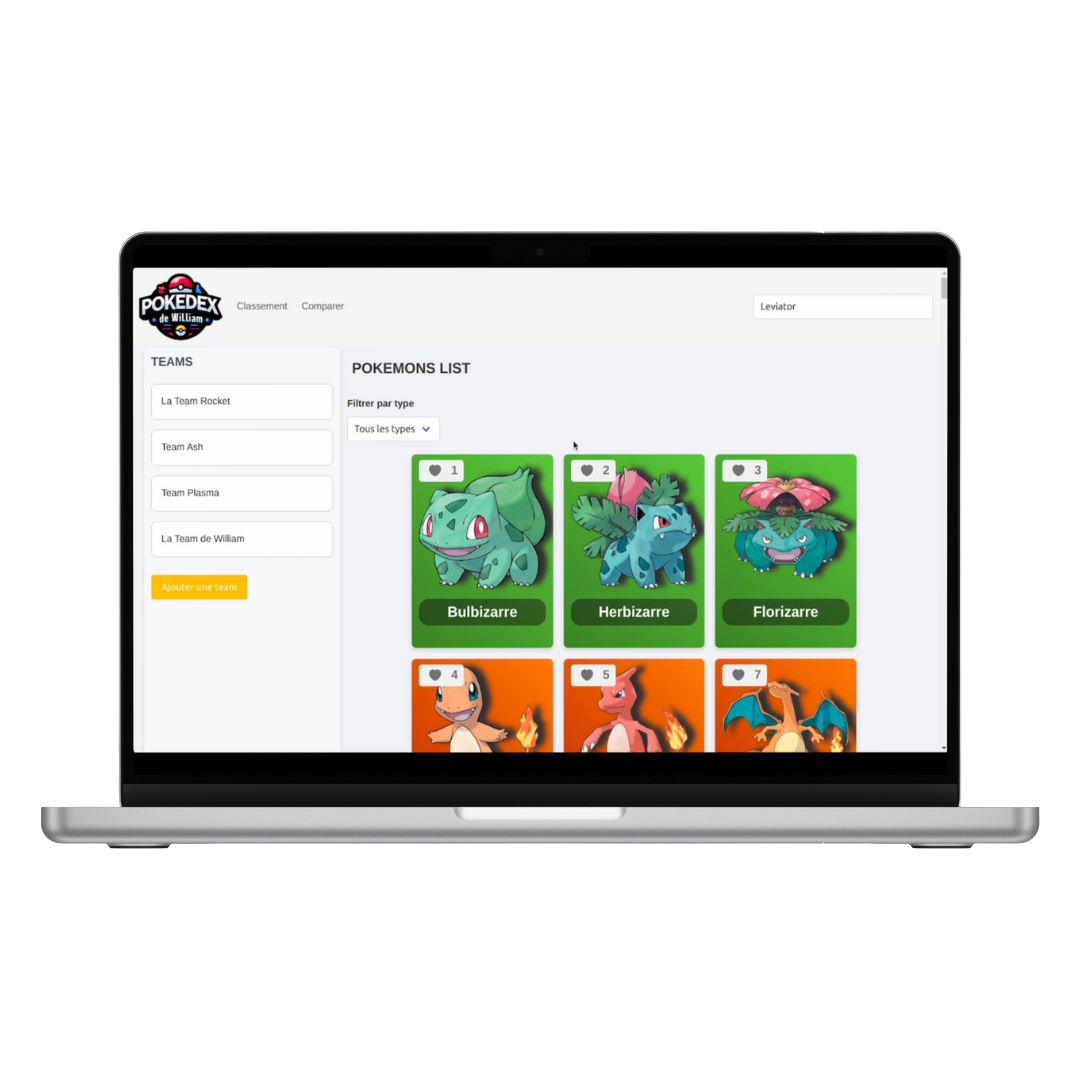 POKEDEX
de William
Classement
Comparer
Leviator
TEAMS
La Team Rocket
Team Ash
Team Plasma
La Team de William
Ajouter une team
POKEMONS LIST
Filtrer par type
Tous les types
1
2
3
Bulbizarre
Herbizarre
Florizarre
4
5
7